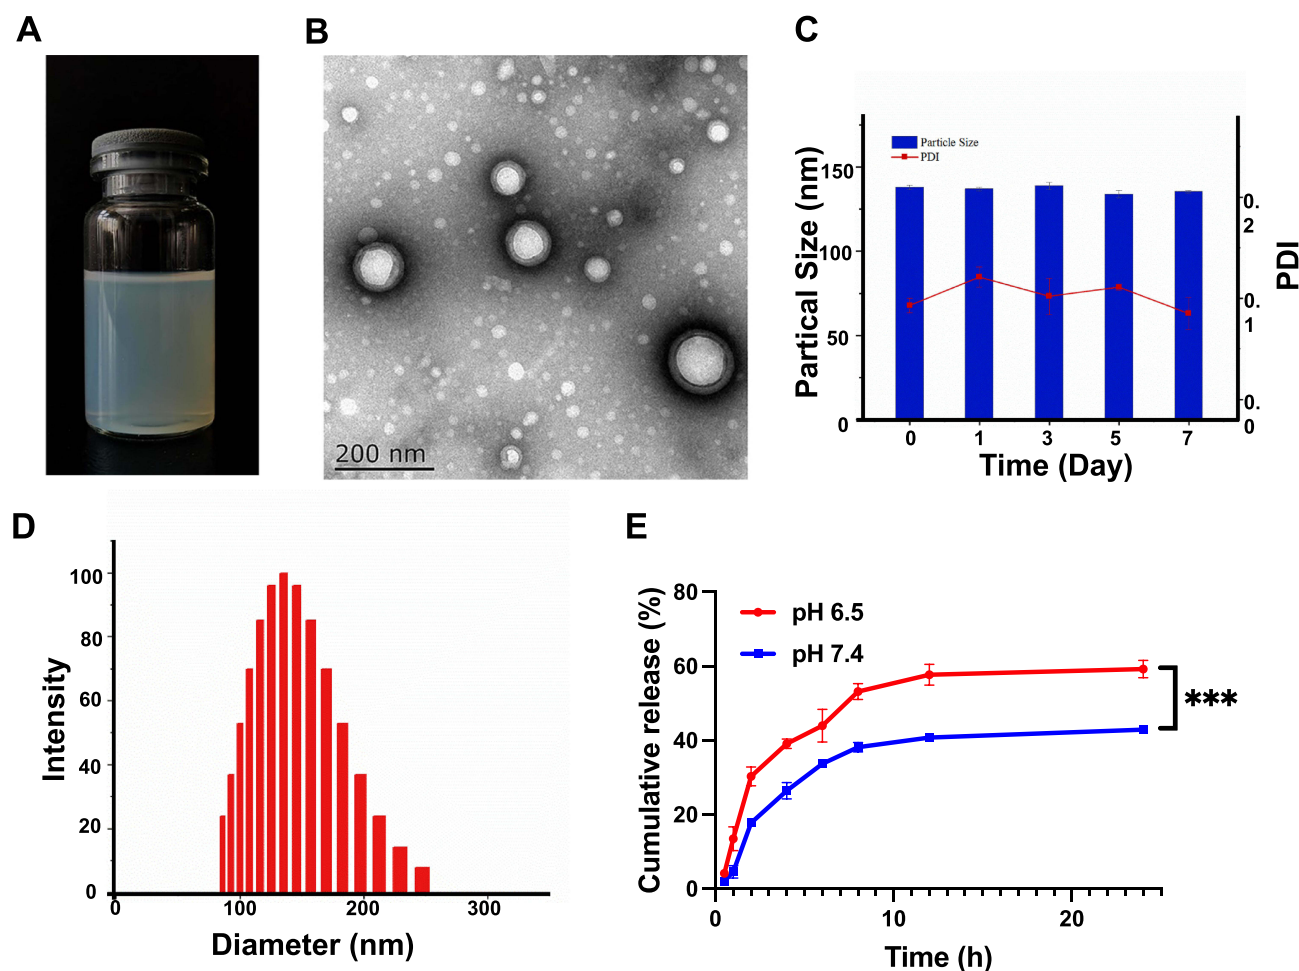 A
B
C
200 nm
Particle Size
PDI
150
100
50
0
0.
2
0.
1
0.
0
Partical Size (nm)
PDI
0 1 3 5 7
Time (Day)
D
E
100
80
60
40
20
0
Intensity
0 100 200 300
Diameter (nm)
80
60
40
20
0
Cumulative release (%)
pH 6.5
pH 7.4
***
0 10 20
Time (h)